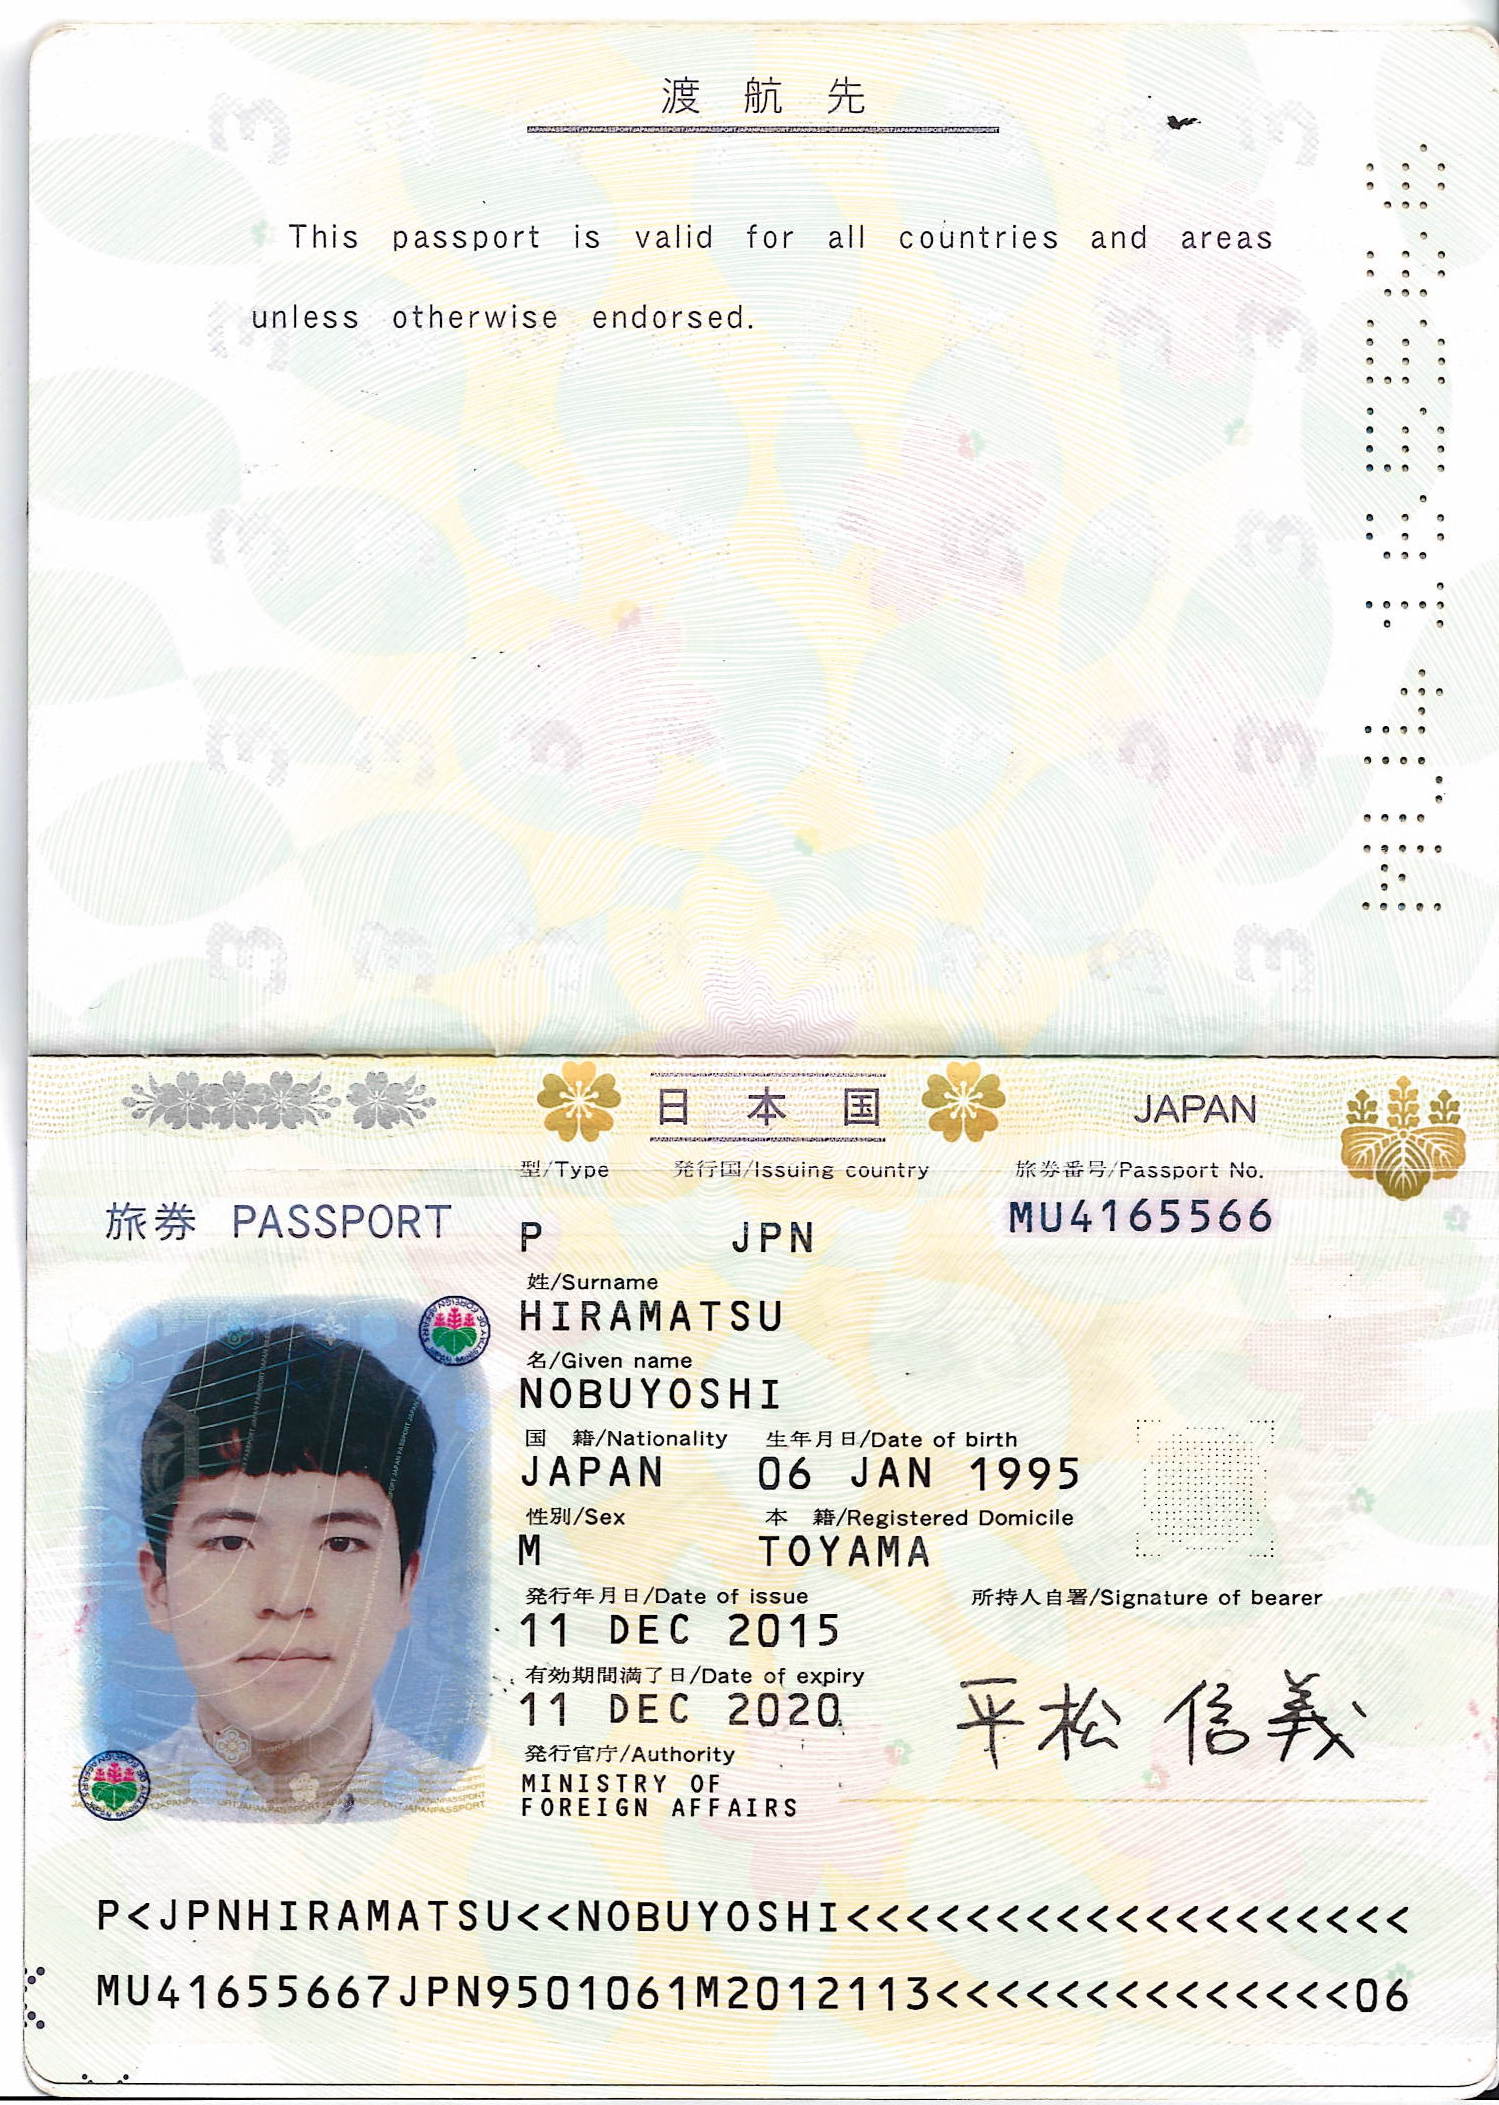 渡航先
This passport is valid for all countries and areas
unless otherwise endorsed.
日本国
JAPAN
型/Type 発行国/Issuing country 旅券番号/Passport No.
旅券 PASSPORT
P JPN MU4165566
姓/Surname
HIRAMATSU
名/Given name
NOBUYOSHI
国 籍/Nationality 生年月日/Date of birth
JAPAN 06 JAN 1995
性別/Sex 本 籍/Registered Domicile
M TOYAMA
発行年月日/Date of issue 所持人自署/Signature of bearer
11 DEC 2015
有効期間満了日/Date of expiry
11 DEC 2020
平松 信義
発行官庁/Authority
MINISTRY OF
FOREIGN AFFAIRS
P<JPNHIRAMATSU<<NOBUYOSHI<<<<<<<<<<<<<<<<<<<
MU41655667JPN9501061M2012113<<<<<<<<<<<<<<06